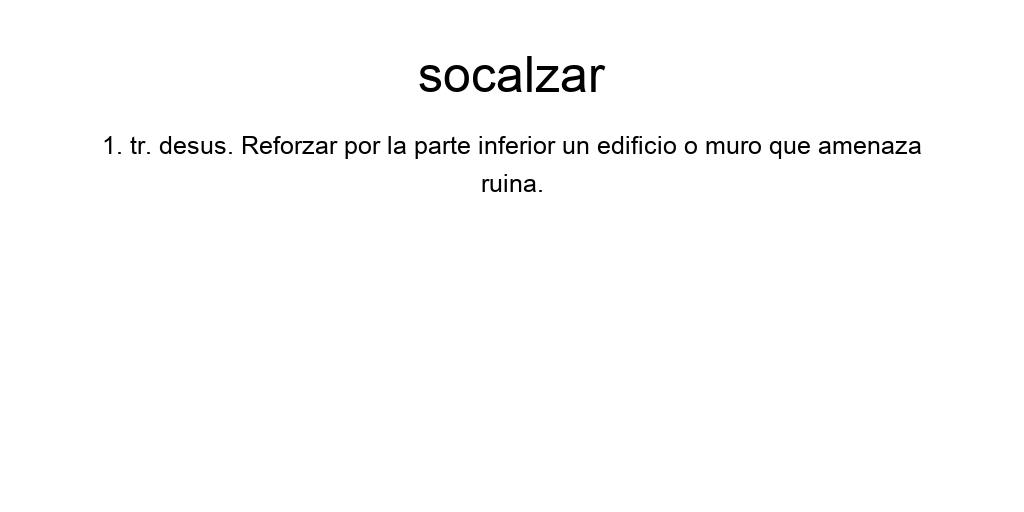 socalzar
1. tr. desus. Reforzar por la parte inferior un edificio o muro que amenaza
ruina.